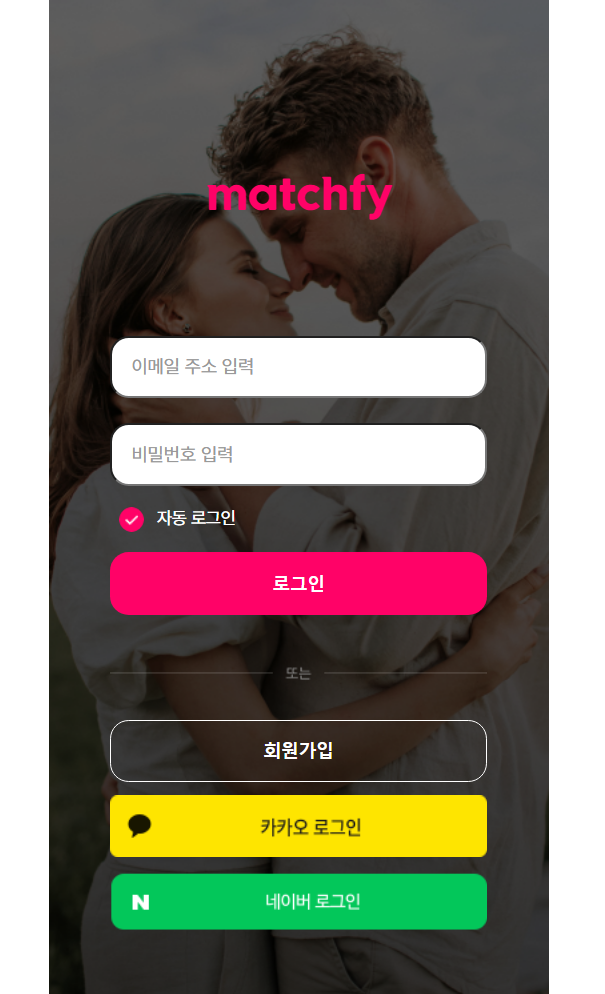 matchfy
이메일 주소 입력
비밀번호 입력
자동 로그인
로그인
또는
회원가입
카카오 로그인
N 네이버 로그인